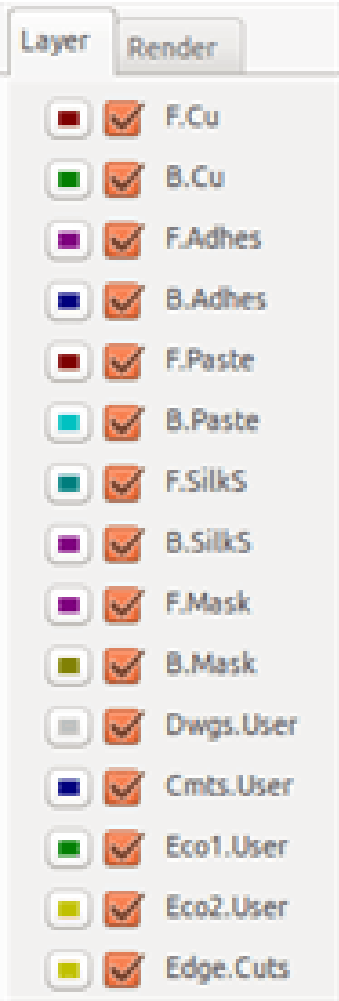 Layer Render
F.Cu
B.Cu
F.Adhes
B.Adhes
F.Paste
B.Paste
F.SilkS
B.SilkS
F.Mask
B.Mask
Dwgs.User
Cmts.User
Eco1.User
Eco2.User
Edge.Cuts